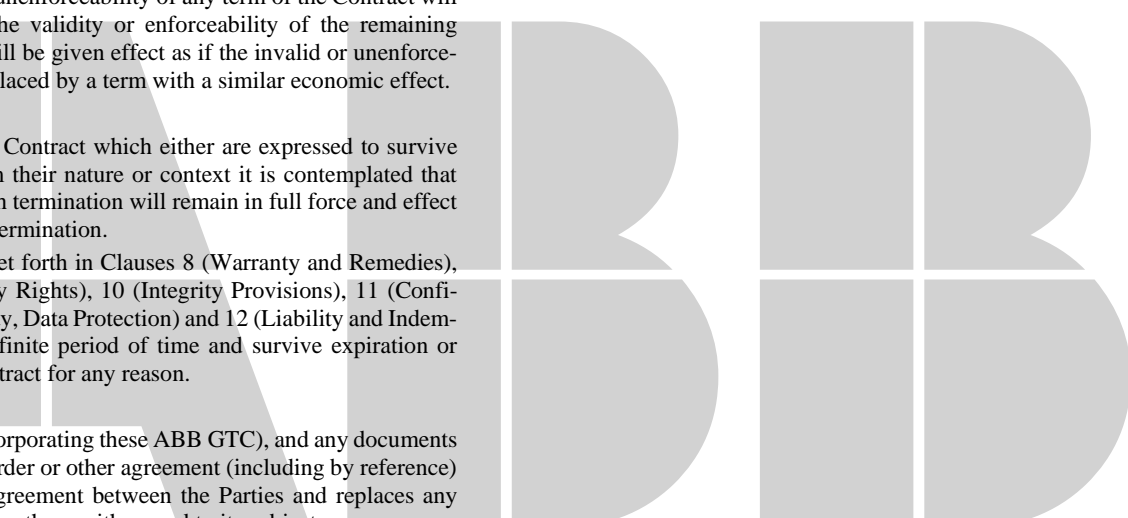 unenforceability of any term of the Contract will
he validity or enforceability of the remaining
ill be given effect as if the invalid or unenforce-
laced by a term with a similar economic effect.
Contract which either are expressed to survive
n their nature or context it is contemplated that
n termination will remain in full force and effect
ermination.
et forth in Clauses 8 (Warranty and Remedies),
y Rights), 10 (Integrity Provisions), 11 (Confi-
y, Data Protection) and 12 (Liability and Indem-
finite period of time and survive expiration or
tract for any reason.
orporating these ABB GTC), and any documents
rder or other agreement (including by reference)
greement between the Parties and replaces any
ABB